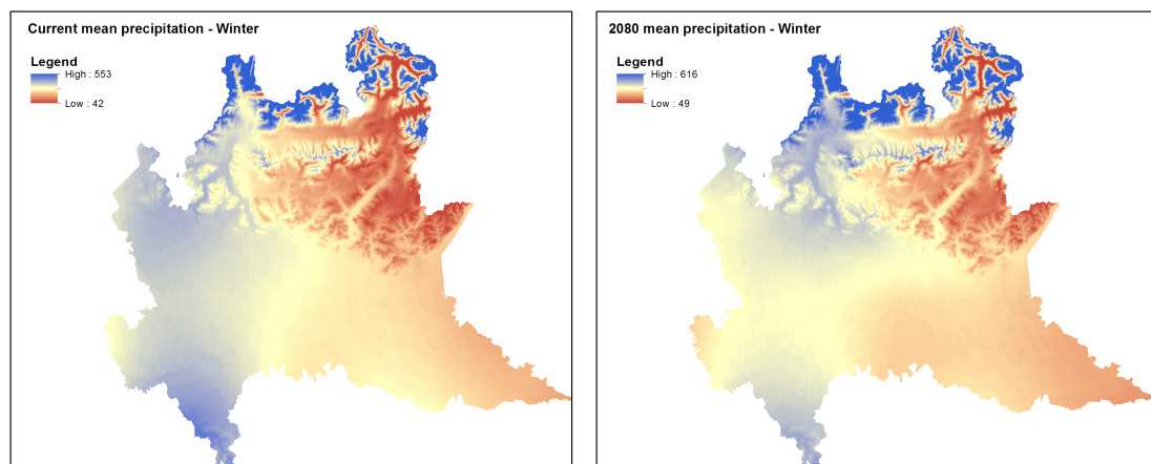 Current mean precipitation - Winter
Legend
High : 553
Low : 42
2080 mean precipitation - Winter
Legend
High : 616
Low : 49